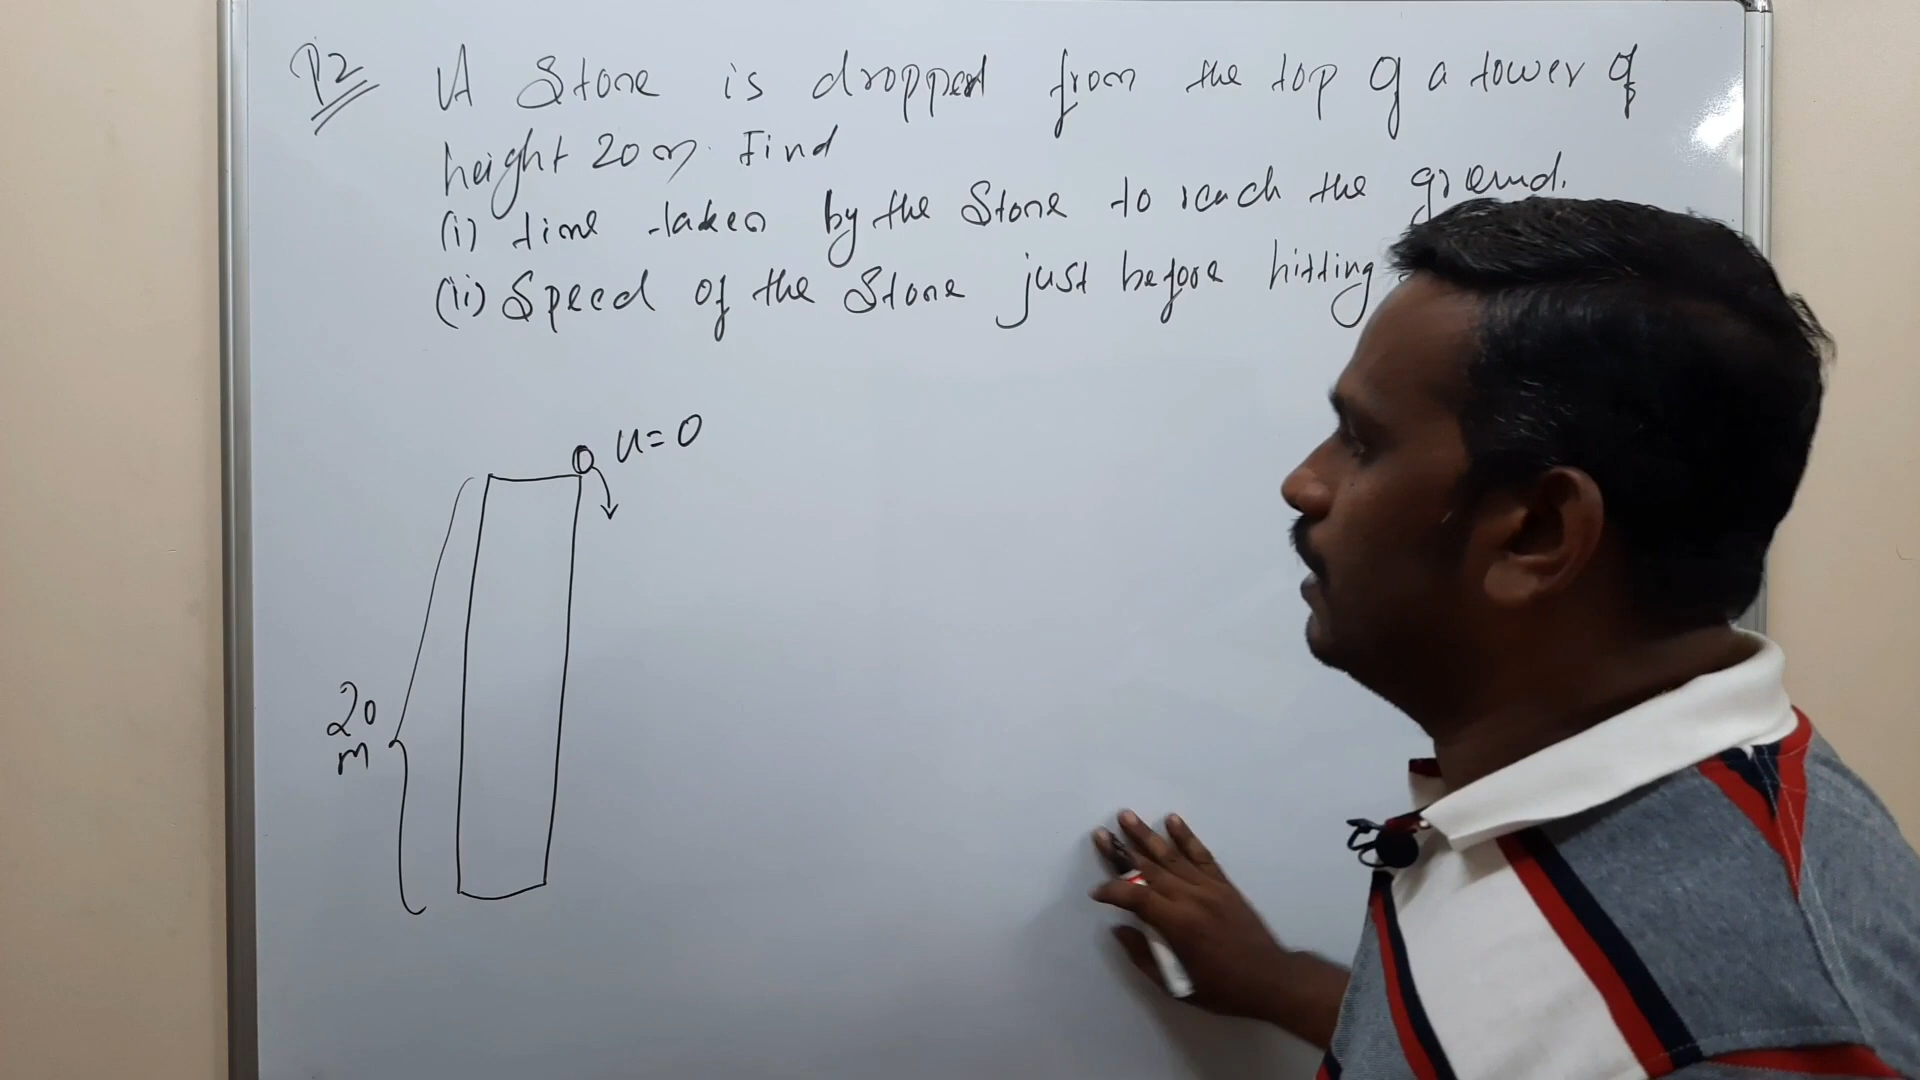 P2 A Stone is dropped from the top of a tower of
height 20m. Find
(i) time taken by the Stone to reach the ground.
(ii) Speed of the Stone just before hitting
u=0
20
m